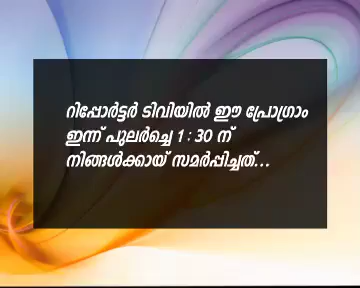 റിപ്പോർട്ടർ ടിവിയിൽ ഈ പ്രോഗ്രാം
ഇന്ന് പുലർച്ചെ 1 : 30 ന്
നിങ്ങൾക്കായ് സമർപ്പിച്ചത്...